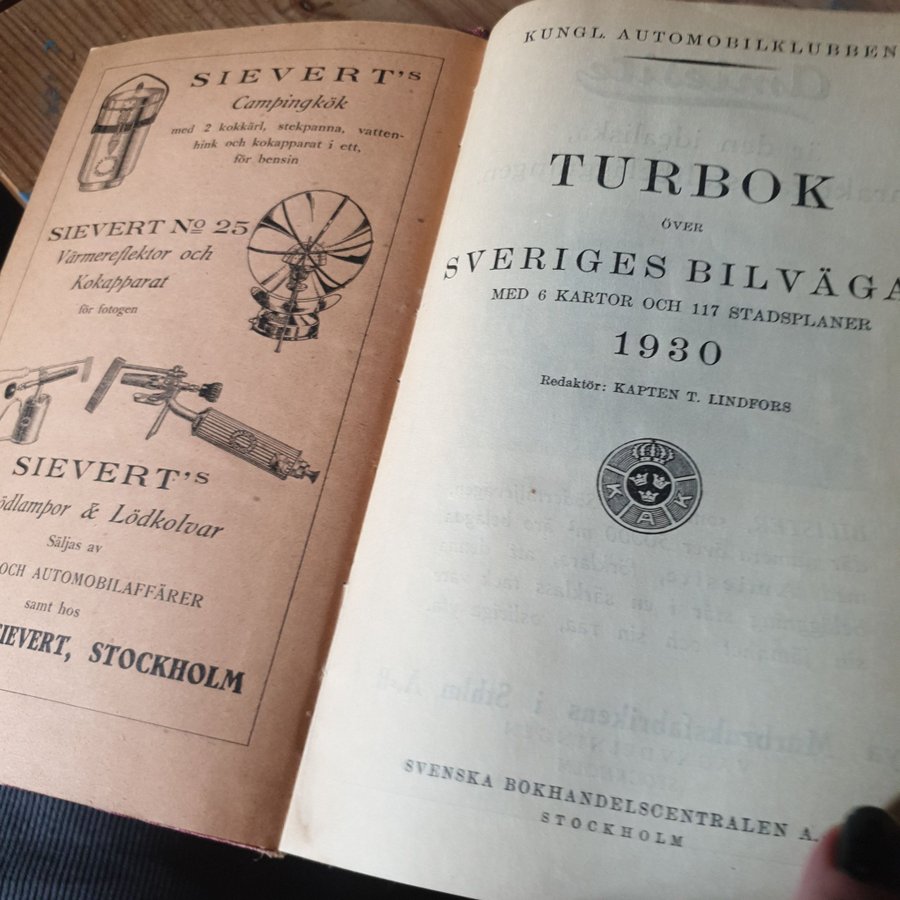 SIEVERT's
Campingkök
med 2 kokkärl, stekpanna, vatten-
hink och kokapparat i ett,
för bensin
SIEVERT No 25
Värmereflektor och
Kokapparat
för fotogen
SIEVERT's
ödlampor & Lödkolvar
Säljas av
OCH AUTOMOBILAFFÄRER
samt hos
SIEVERT, STOCKHOLM
KUNGL. AUTOMOBILKLUBBEN
TURBOK
ÖVER
SVERIGES BILVÄGA
MED 6 KARTOR OCH 117 STADSPLANER
1930
Redaktör: KAPTEN T. LINDFORS
K A K
SVENSKA BOKHANDELSCENTRALEN A.
STOCKHOLM